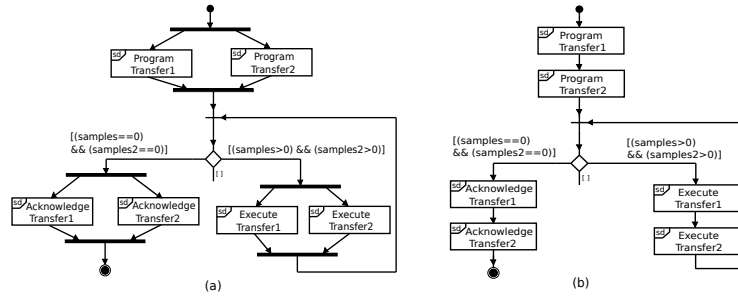 sd Program
Transfer1
sd Program
Transfer2
[(samples==0)
&& (samples2==0)]
[(samples>0) && (samples2>0)]
[ ]
sd Acknowledge
Transfer1
sd Acknowledge
Transfer2
sd Execute
Transfer1
sd Execute
Transfer2
(a)
sd Program
Transfer1
sd Program
Transfer2
[(samples==0)
&& (samples2==0)]
[(samples>0)
&& (samples2>0)]
[ ]
sd Acknowledge
Transfer1
sd Acknowledge
Transfer2
sd Execute
Transfer1
sd Execute
Transfer2
(b)